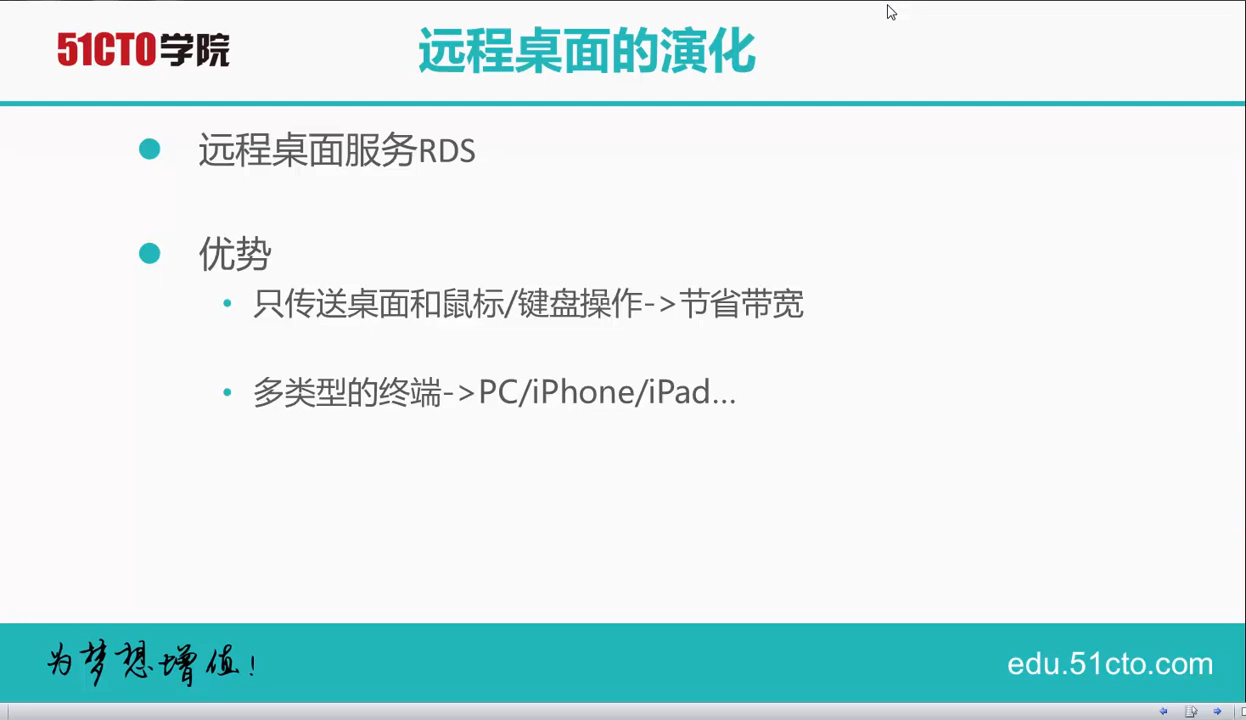 51CTO学院
远程桌面的演化
远程桌面服务RDS
优势
只传送桌面和鼠标/键盘操作->节省带宽
多类型的终端->PC/iPhone/iPad...
为梦想增值!
edu.51cto.com